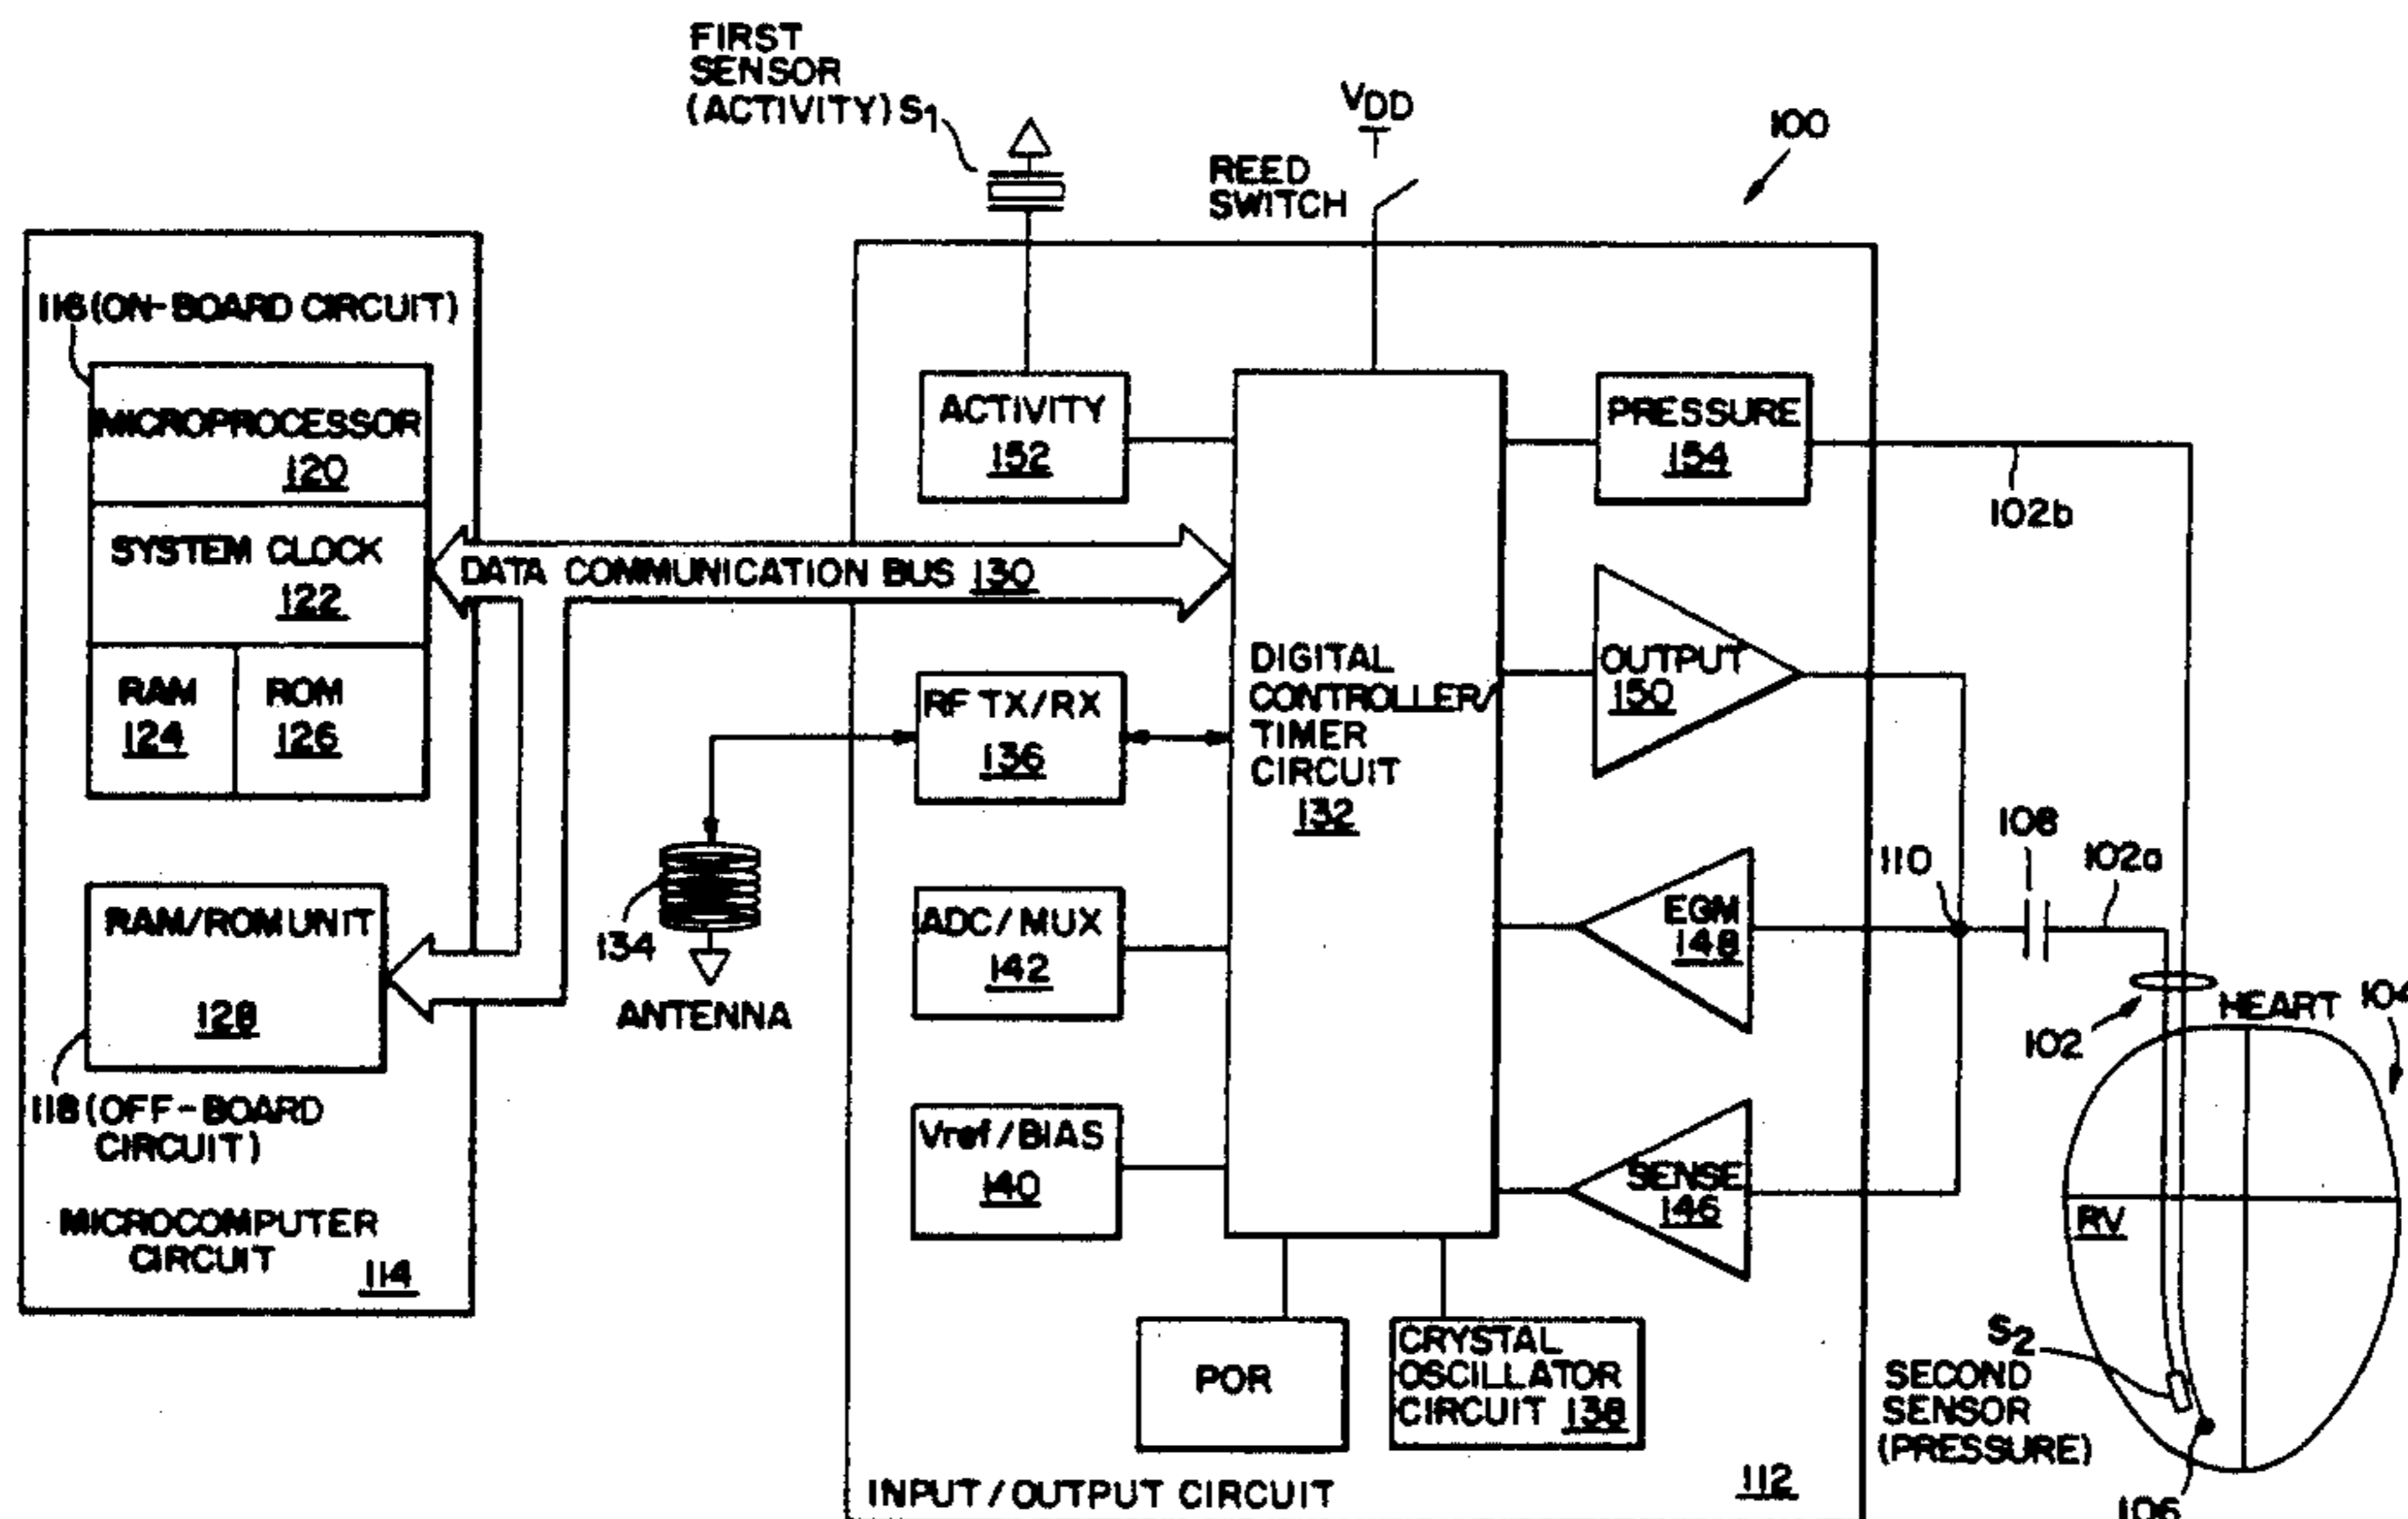 FIRST
SENSOR
(ACTIVITY) S1
VDD
REED
SWITCH
100
116 (ON-BOARD CIRCUIT)
MICROPROCESSOR
120
SYSTEM CLOCK
122
RAM
124
ROM
126
RAM/ROM UNIT
128
118 (OFF-BOARD
CIRCUIT)
MICROCOMPUTER
CIRCUIT
114
DATA COMMUNICATION BUS 130
ACTIVITY
152
RF TX/RX
136
134
ANTENNA
ADC/MUX
142
Vref/BIAS
140
DIGITAL
CONTROLLER/
TIMER
CIRCUIT
132
POR
CRYSTAL
OSCILLATOR
CIRCUIT 138
PRESSURE
154
102b
OUTPUT
150
EGM
148
SENSE
146
110
108
102a
102
HEART
104
RV
S2
SECOND
SENSOR
(PRESSURE)
106
INPUT/OUTPUT CIRCUIT
112